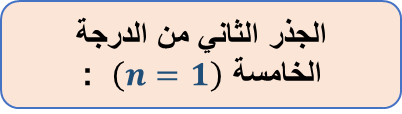 الجذر الثاني من الدرجة
الخامسة (n = 1) :